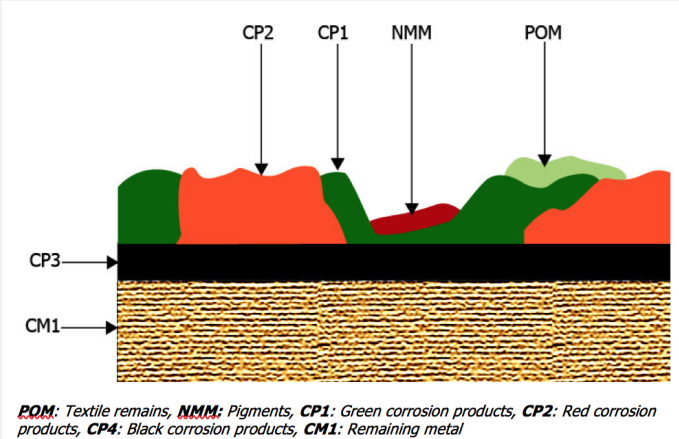 CP2 CP1 NMM POM
CP3
CM1
POM: Textile remains, NMM: Pigments, CP1: Green corrosion products, CP2: Red corrosion
products, CP4: Black corrosion products, CM1: Remaining metal